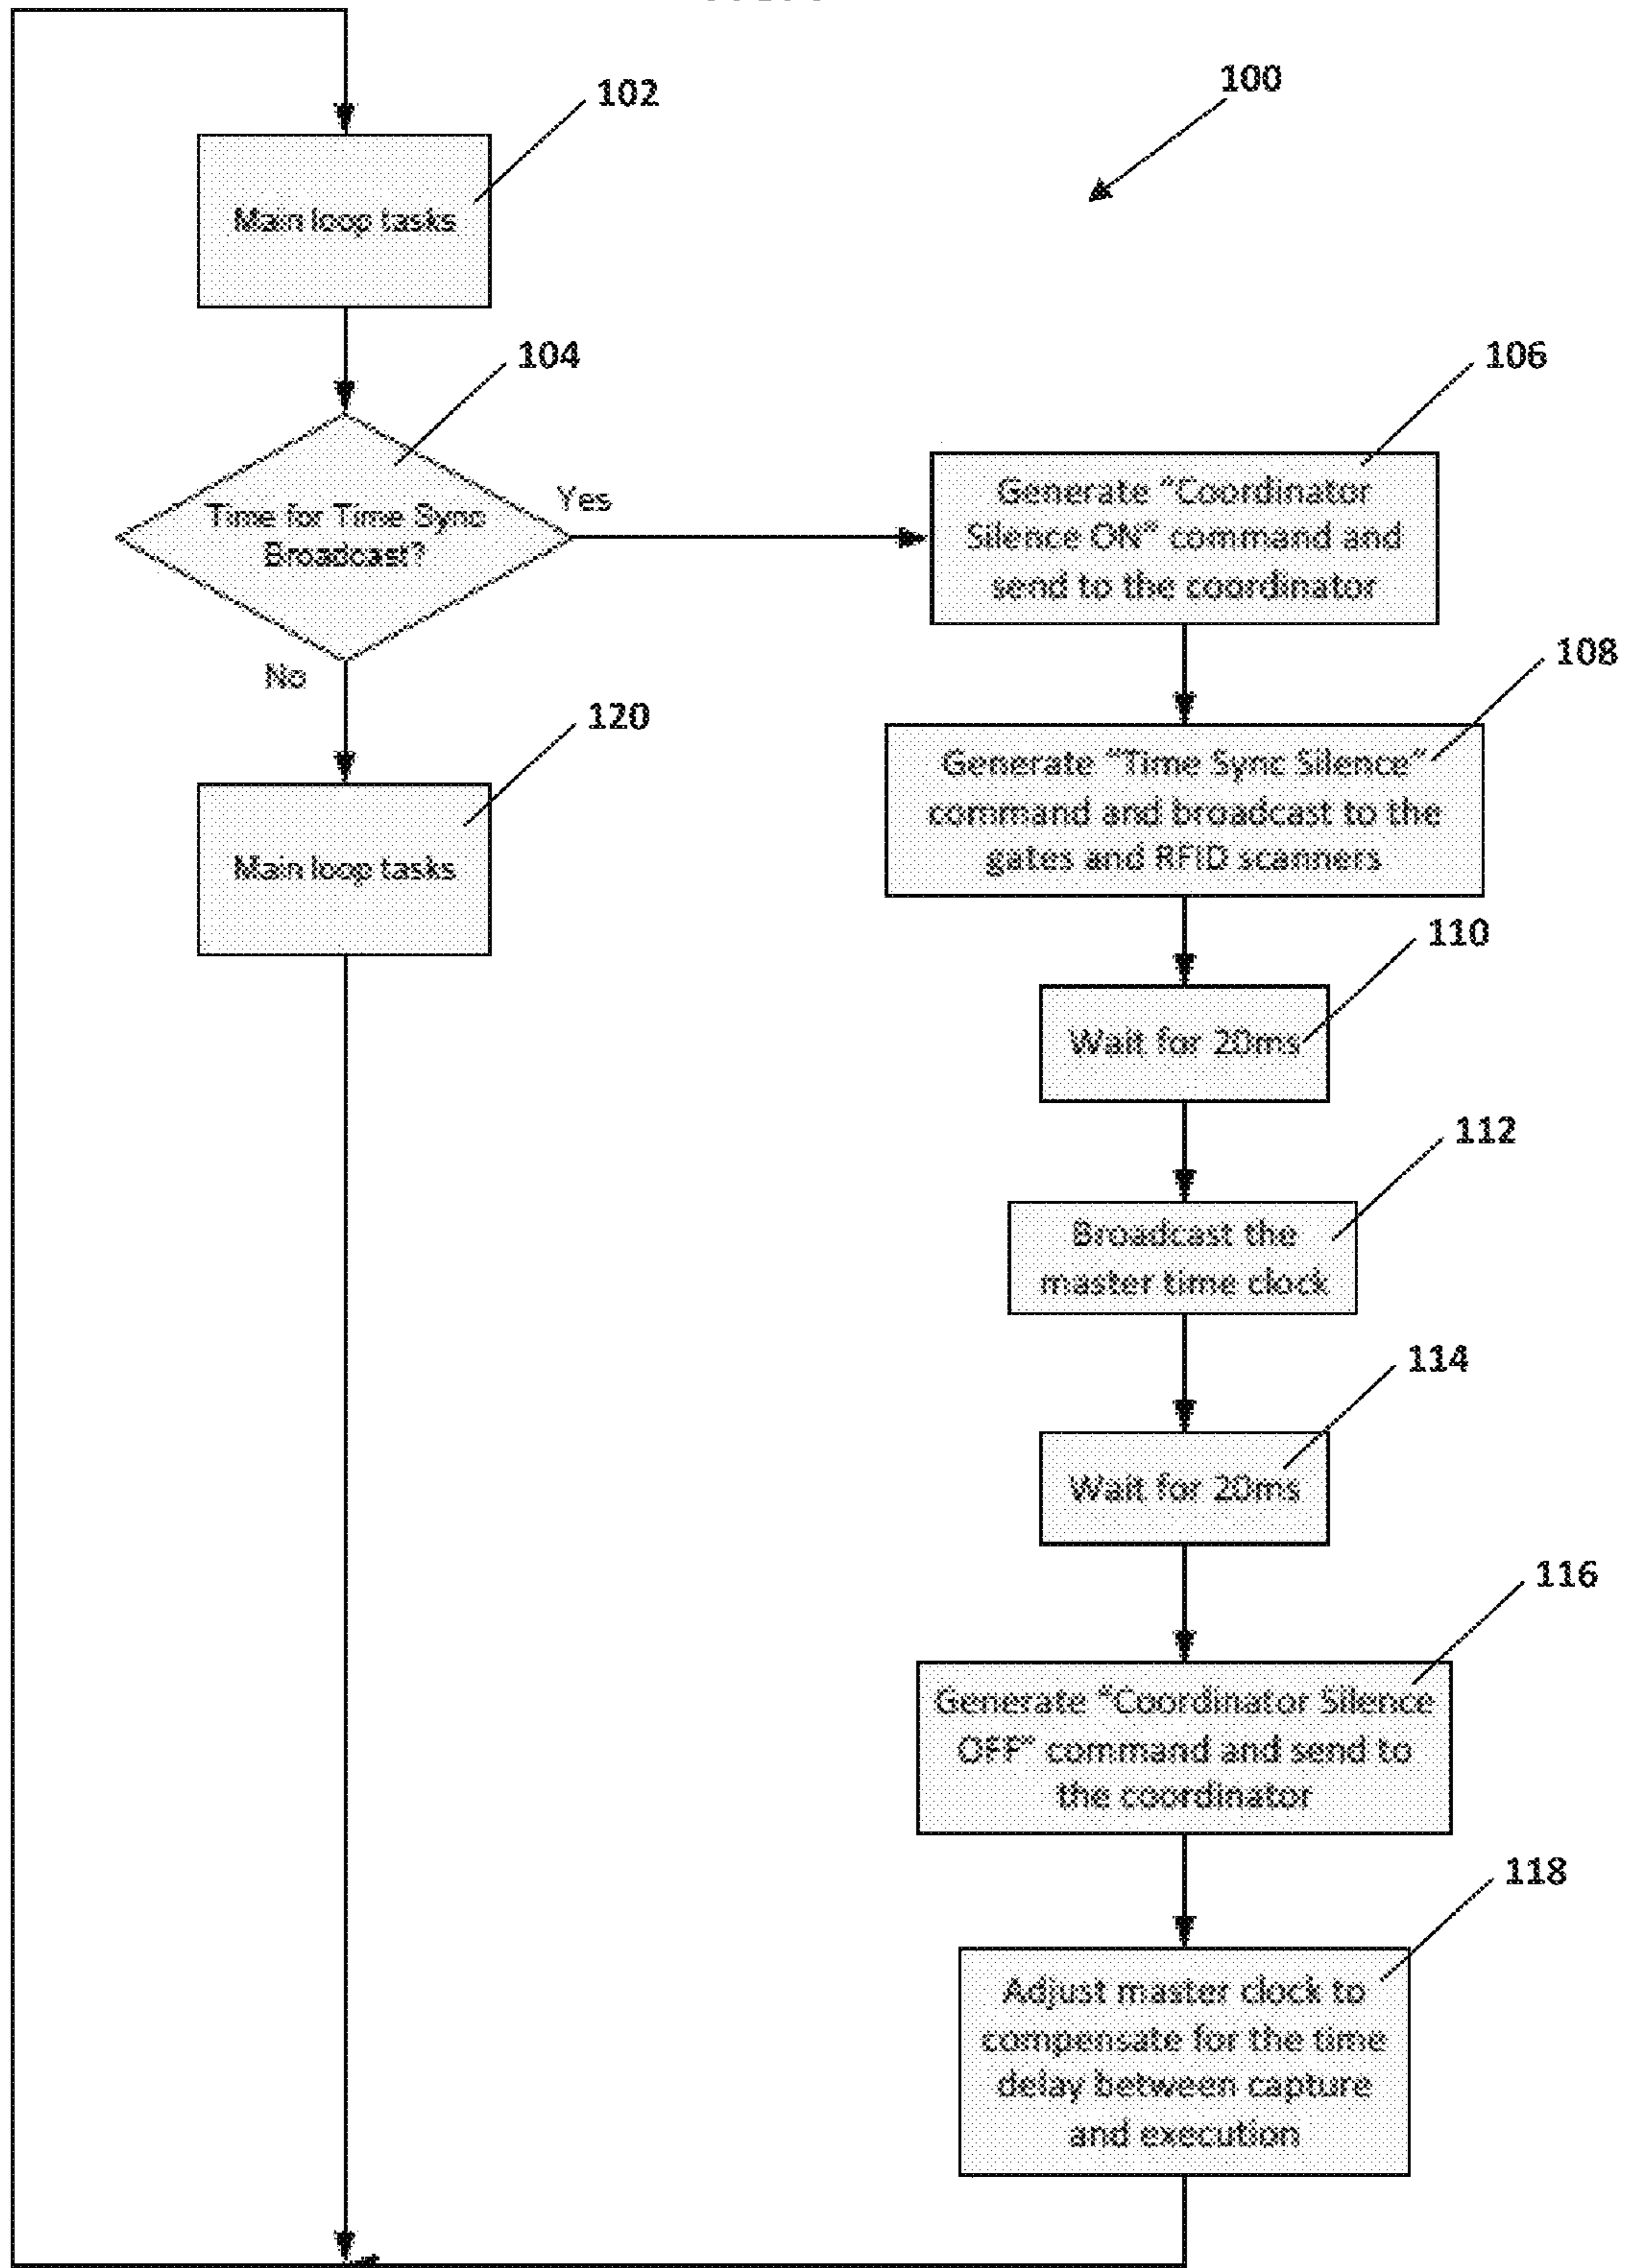 100
102
Main loop tasks
104
Time for Time Sync
Broadcast?
Yes
No
106
Generate “Coordinator
Silence ON” command and
send to the coordinator
108
Generate “Time Sync Silence”
command and broadcast to the
gates and RFID scanners
120
Main loop tasks
110
Wait for 20ms
112
Broadcast the
master time clock
114
Wait for 20ms
116
Generate “Coordinator Silence
OFF” command and send to
the coordinator
118
Adjust master clock to
compensate for the time
delay between capture
and execution